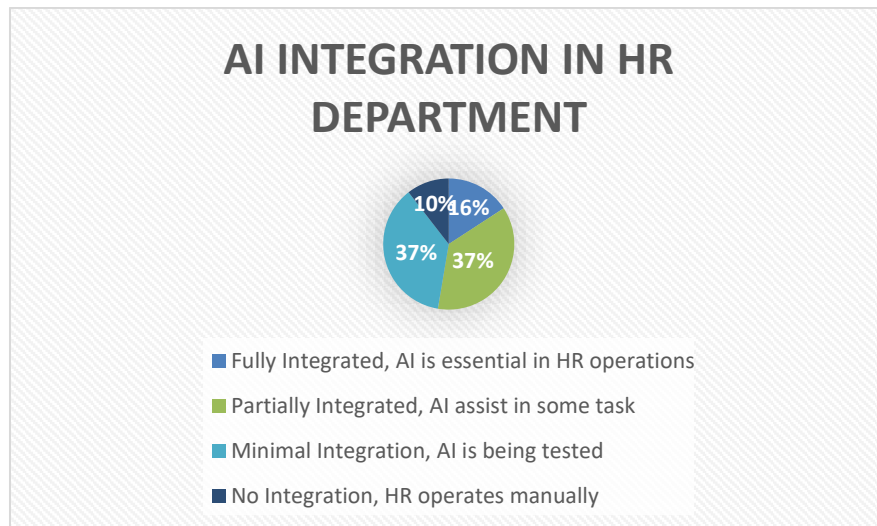 AI INTEGRATION IN HR
DEPARTMENT
10%
16%
37%
37%
Fully Integrated, AI is essential in HR operations
Partially Integrated, AI assist in some task
Minimal Integration, AI is being tested
No Integration, HR operates manually